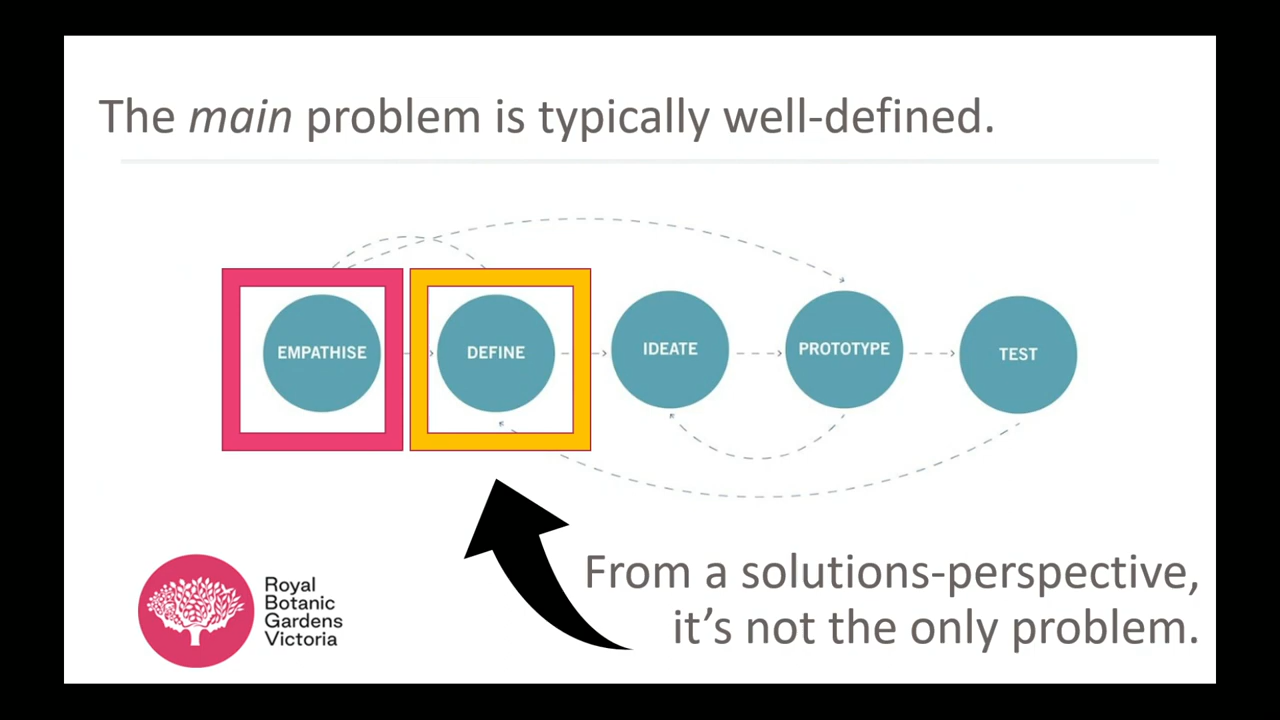 The main problem is typically well-defined.
EMPATHISE
DEFINE
IDEATE
PROTOTYPE
TEST
From a solutions-perspective,
it’s not the only problem.
Royal
Botanic
Gardens
Victoria